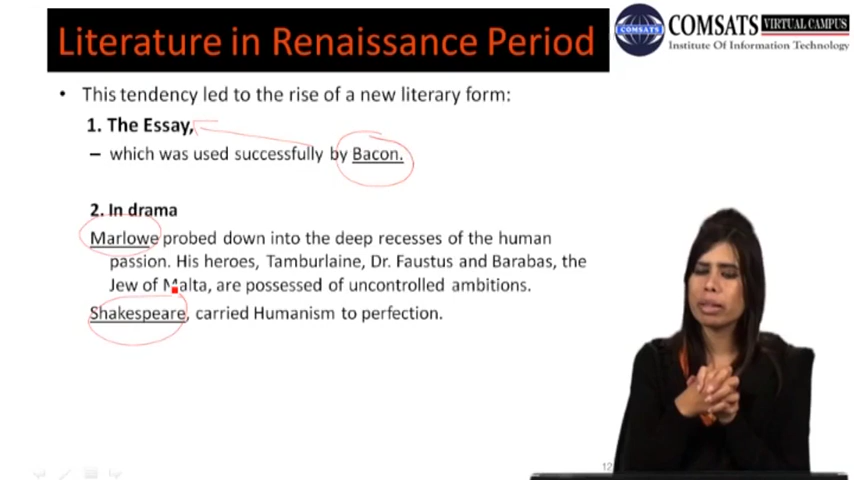 Literature in Renaissance Period
COMSATS
COMSATS VIRTUAL CAMPUS
Institute Of Information Technology
• This tendency led to the rise of a new literary form:
1. The Essay,
– which was used successfully by Bacon.
2. In drama
Marlowe probed down into the deep recesses of the human
passion. His heroes, Tamburlaine, Dr. Faustus and Barabas, the
Jew of Malta, are possessed of uncontrolled ambitions.
Shakespeare, carried Humanism to perfection.
12